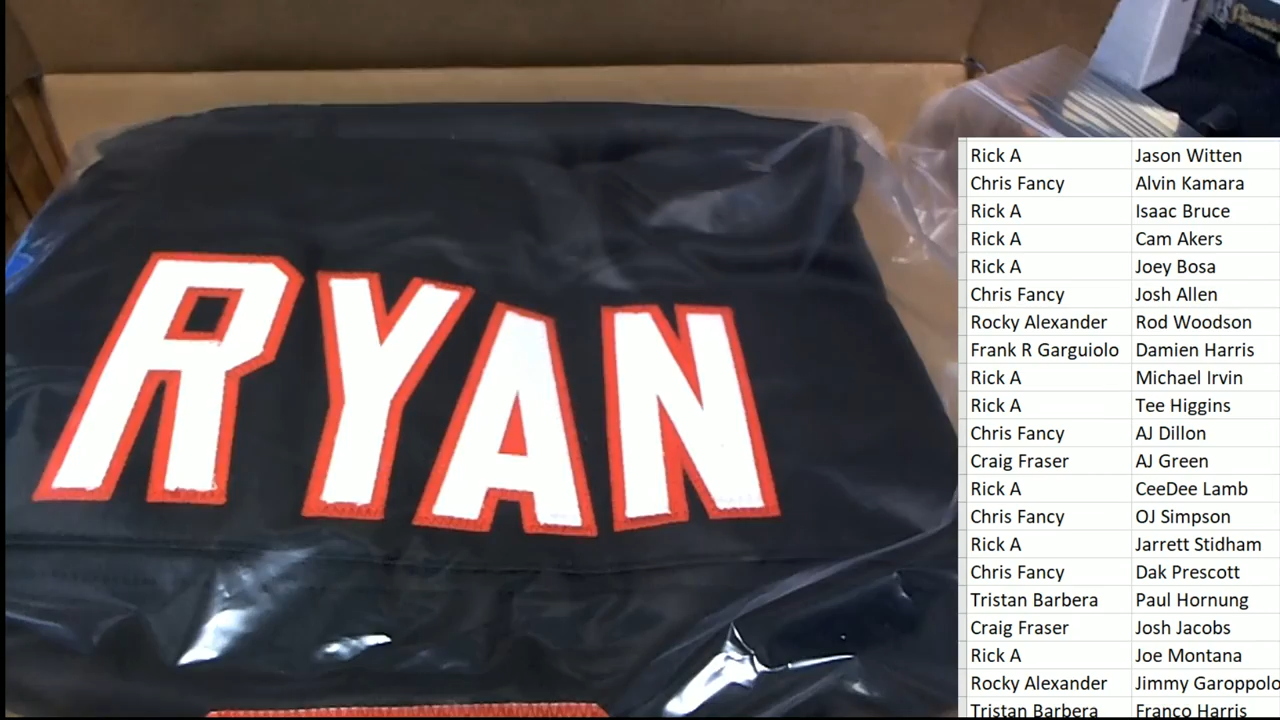 RYAN
Rick A Jason Witten
Chris Fancy Alvin Kamara
Rick A Isaac Bruce
Rick A Cam Akers
Rick A Joey Bosa
Chris Fancy Josh Allen
Rocky Alexander Rod Woodson
Frank R Garguiolo Damien Harris
Rick A Michael Irvin
Rick A Tee Higgins
Chris Fancy AJ Dillon
Craig Fraser AJ Green
Rick A CeeDee Lamb
Chris Fancy OJ Simpson
Rick A Jarrett Stidham
Chris Fancy Dak Prescott
Tristan Barbera Paul Hornung
Craig Fraser Josh Jacobs
Rick A Joe Montana
Rocky Alexander Jimmy Garoppolo
Tristan Barbera Franco Harris